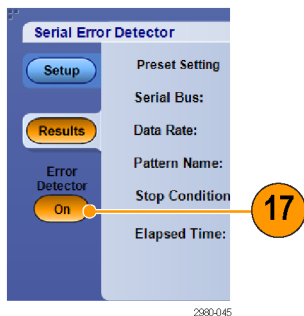 Serial Error Detector
Setup
Preset Setting
Serial Bus:
Results
Data Rate:
Pattern Name:
Error
Detector
On
Stop Condition
Elapsed Time:
17
2980-045